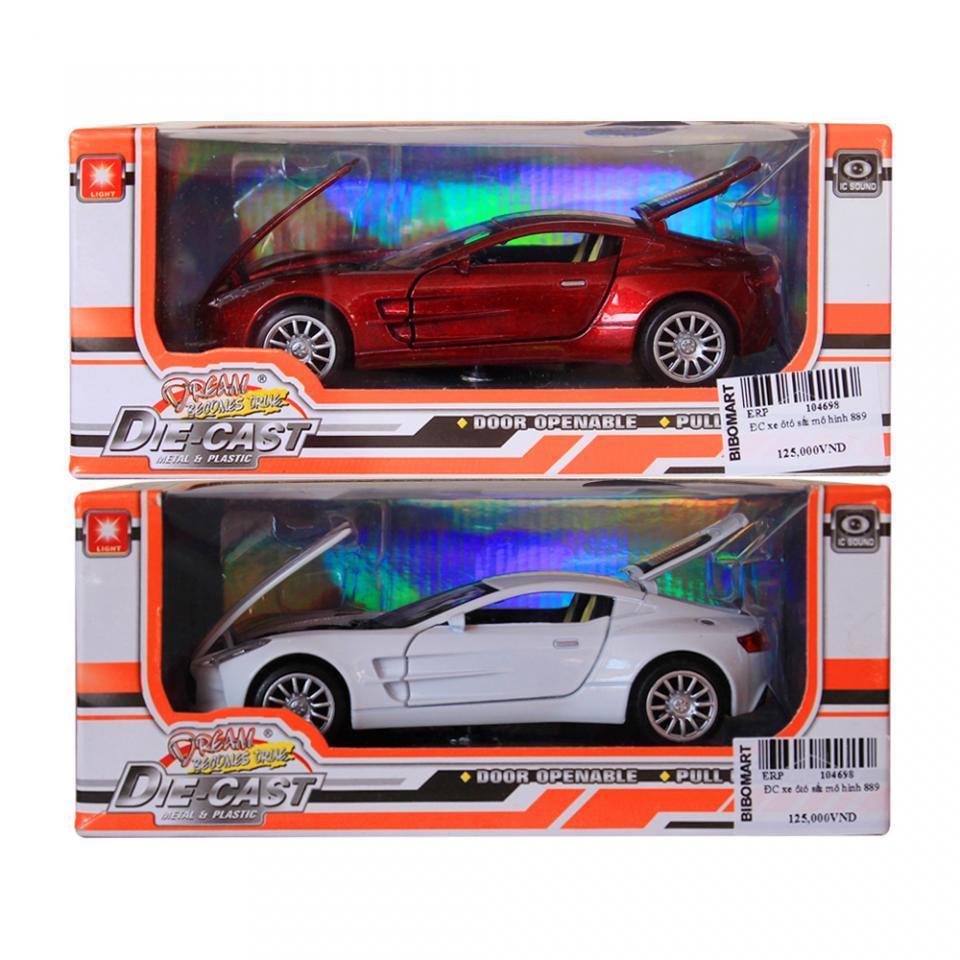 LIGHT
IC SOUND
DREAM ®
BECOMES TRUE
DIE-CAST
METAL & PLASTIC
DOOR OPENABLE PULL
BIBOMART
ERP 104698
ĐC xe ôtô sắt mô hình 889
125,000VND
LIGHT
IC SOUND
DREAM ®
BECOMES TRUE
DIE-CAST
METAL & PLASTIC
DOOR OPENABLE PULL
BIBOMART
ERP 104698
ĐC xe ôtô sắt mô hình 889
125,000VND